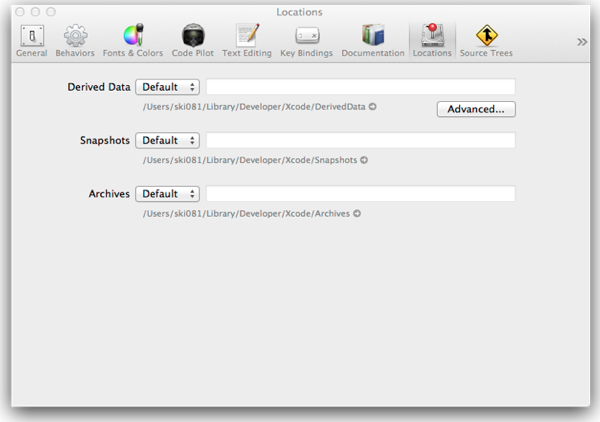 Locations
General Behaviors Fonts & Colors Code Pilot Text Editing Key Bindings Documentation Locations Source Trees
Derived Data Default
/Users/ski081/Library/Developer/Xcode/DerivedData
Advanced...
Snapshots Default
/Users/ski081/Library/Developer/Xcode/Snapshots
Archives Default
/Users/ski081/Library/Developer/Xcode/Archives